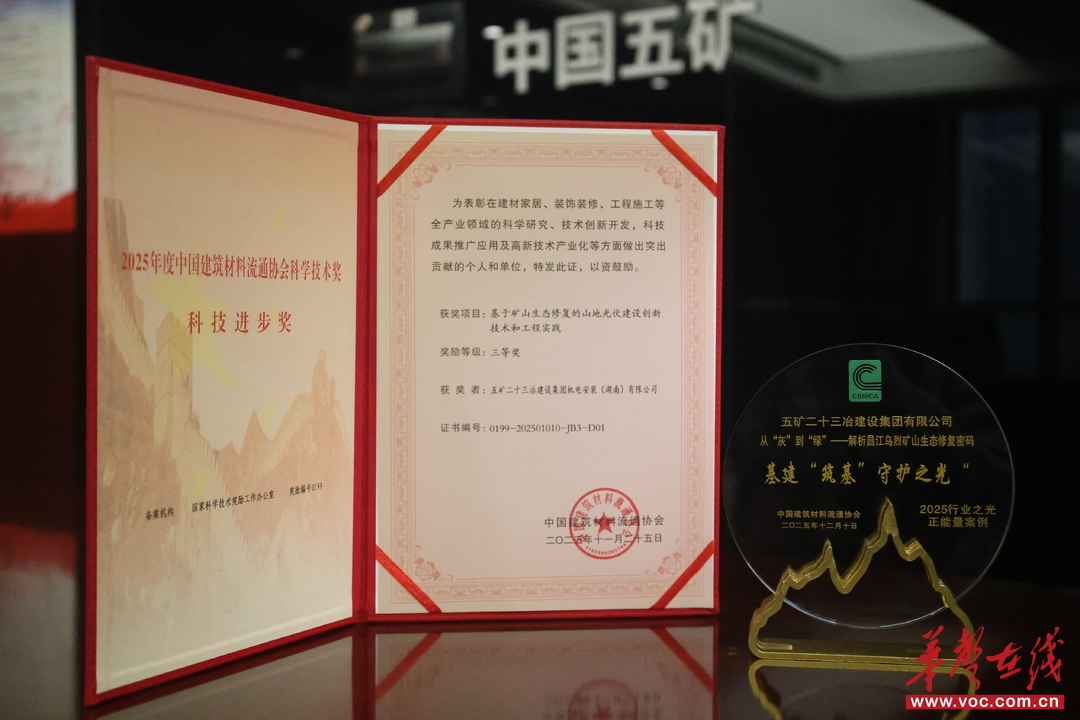 中国五矿
2025年度中国建筑材料流通协会科学技术奖
科技进步奖
备案机构 国家科学技术奖励工作办公室 奖励编号0199
为表彰在建材家居、装饰装修、工程施工等
全产业领域的科学研究、技术创新开发，科技
成果推广应用及高新技术产业化等方面做出突出
贡献的个人和单位，特发此证，以资鼓励。
获奖项目：基于矿山生态修复的山地光伏建设创新
技术和工程实践
奖励等级：三等奖
获 奖 者：五矿二十三冶建设集团机电安装（湖南）有限公司
证书编号：0199-202501010-JB3-D01
中国建筑材料流通协会
二〇二五年十一月二十五日
CBMCA
五矿二十三冶建设集团有限公司
从“灰”到“绿”——解析昌江乌烈矿山生态修复密码
基建“筑基”守护之光“
中国建筑材料流通协会
二〇二五年十二月十日
2025行业之光
正能量案例
华声在线
www.voc.com.cn